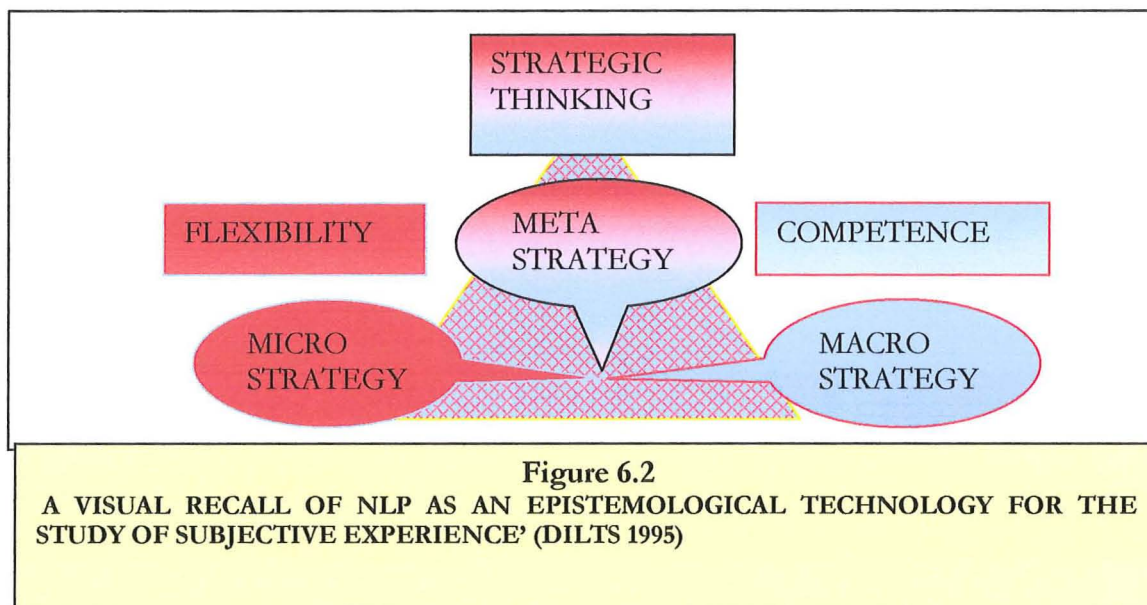 STRATEGIC
THINKING
FLEXIBILITY
META
STRATEGY
COMPETENCE
MICRO
STRATEGY
MACRO
STRATEGY
Figure 6.2
A VISUAL RECALL OF NLP AS AN EPISTEMOLOGICAL TECHNOLOGY FOR THE
STUDY OF SUBJECTIVE EXPERIENCE’ (DILTS 1995)